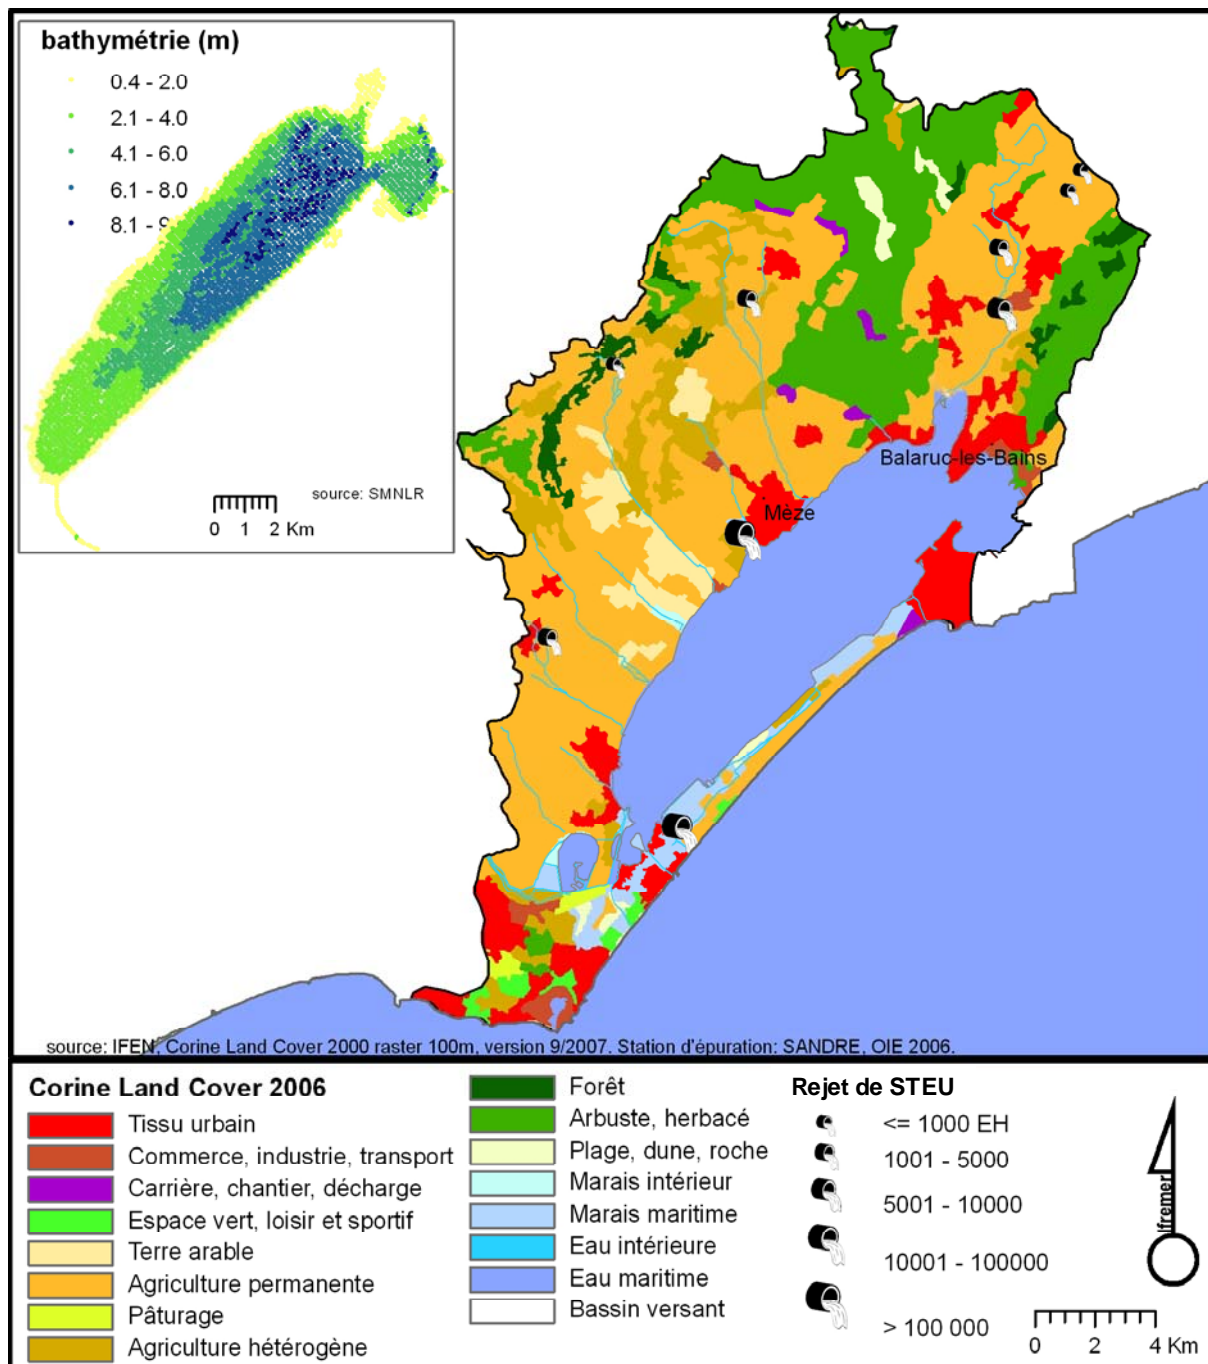 bathymétrie (m)
0.4 - 2.0
2.1 - 4.0
4.1 - 6.0
6.1 - 8.0
8.1 - 9
0 1 2 Km
source: SMNLR
Balaruc-les-Bains
Mèze
source: IFEN, Corine Land Cover 2000 raster 100m, version 9/2007. Station d'épuration: SANDRE, OIE 2006.
Corine Land Cover 2006
Tissu urbain
Commerce, industrie, transport
Carrière, chantier, décharge
Espace vert, loisir et sportif
Terre arable
Agriculture permanente
Pâturage
Agriculture hétérogène
Forêt
Arbuste, herbacé
Plage, dune, roche
Marais intérieur
Marais maritime
Eau intérieure
Eau maritime
Bassin versant
Rejet de STEU
<= 1000 EH
1001 - 5000
5001 - 10000
10001 - 100000
> 100 000
Ifremer
0 2 4 Km